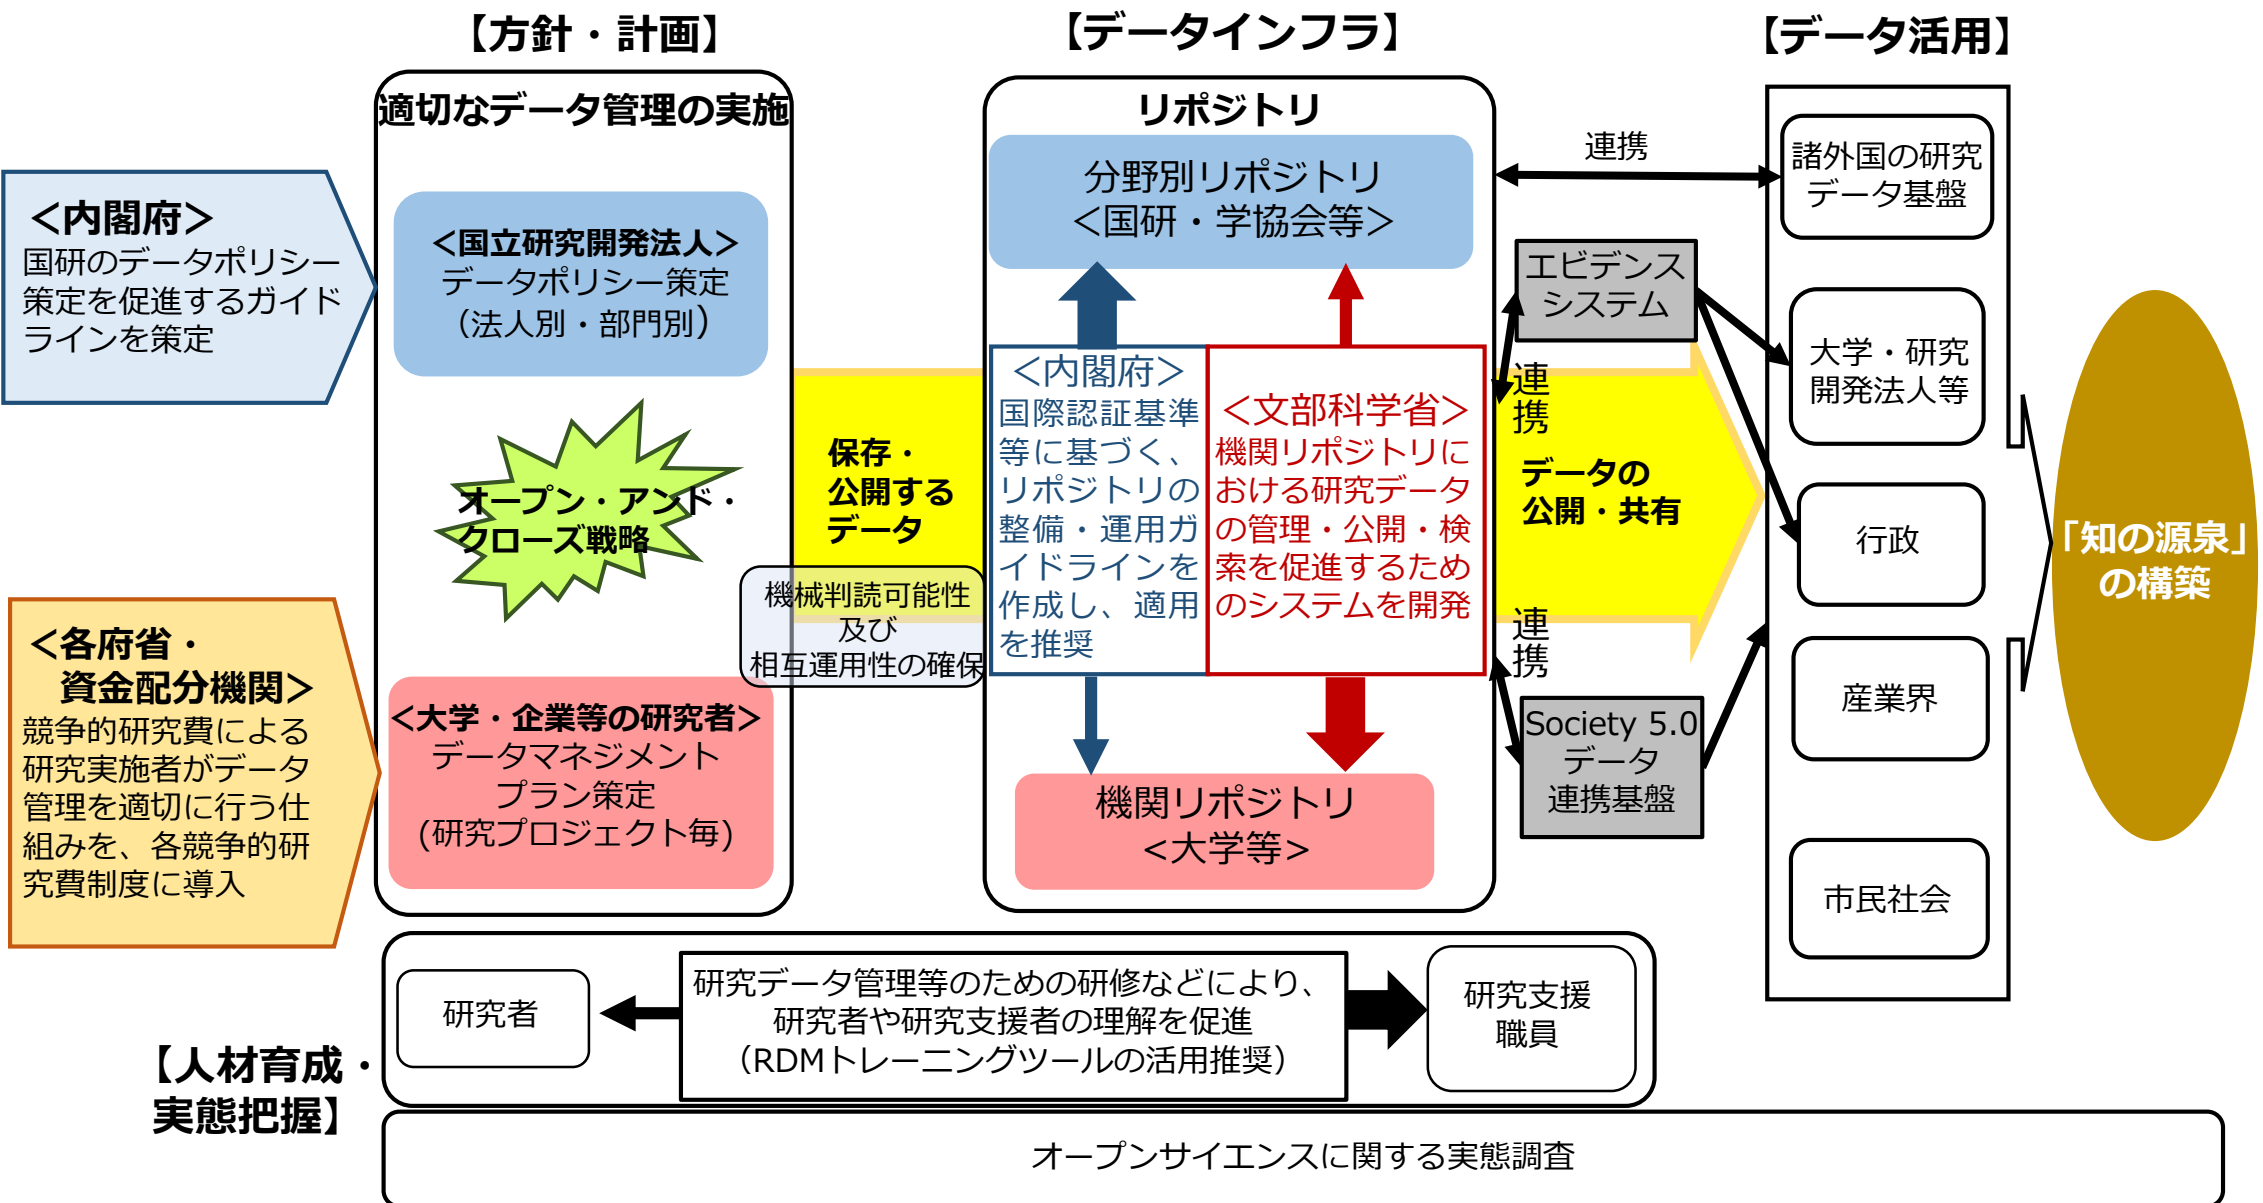 【方針・計画】
適切なデータ管理の実施
＜内閣府＞
国研のデータポリシー
策定を促進するガイド
ラインを策定
＜国立研究開発法人＞
データポリシー策定
（法人別・部門別）
オープン・アンド・
クローズ戦略
＜各府省・
資金配分機関＞
競争的研究費による
研究実施者がデータ
管理を適切に行う仕
組みを、各競争的研
究費制度に導入
＜大学・企業等の研究者＞
データマネジメント
プラン策定
(研究プロジェクト毎)
保存・
公開する
データ
機械判読可能性
及び
相互運用性の確保
【データインフラ】
リポジトリ
分野別リポジトリ
＜国研・学協会等＞
＜内閣府＞
国際認証基準
等に基づく、
リポジトリの
整備・運用ガ
イドラインを
作成し、適用
を推奨
＜文部科学省＞
機関リポジトリに
おける研究データ
の管理・公開・検
索を促進するため
のシステムを開発
機関リポジトリ
<大学等>
連携
エビデンス
システム
連携
データの
公開・共有
連携
Society 5.0
データ
連携基盤
【データ活用】
諸外国の研究
データ基盤
大学・研究
開発法人等
行政
産業界
市民社会
「知の源泉」
の構築
【人材育成・
実態把握】
研究者
研究データ管理等のための研修などにより、
研究者や研究支援者の理解を促進
（RDMトレーニングツールの活用推奨）
研究支援
職員
オープンサイエンスに関する実態調査